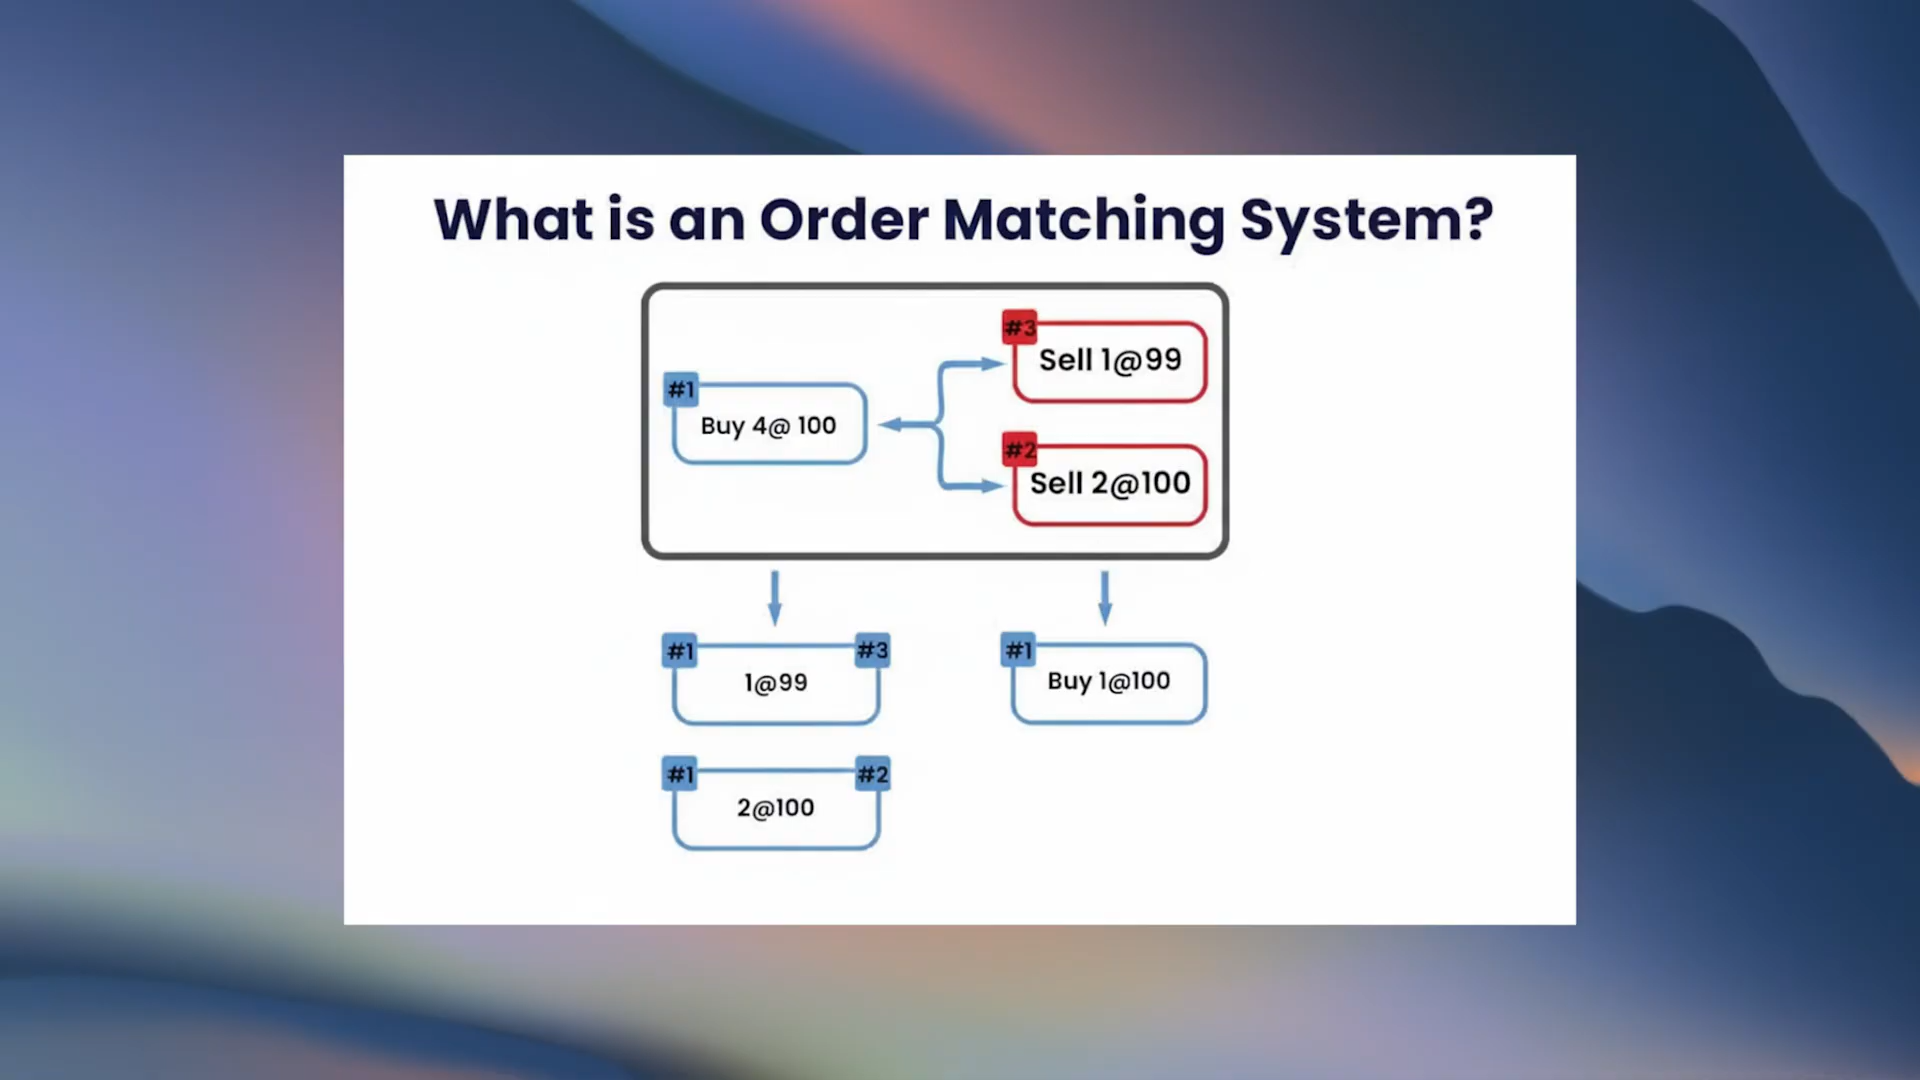 What is an Order Matching System?
#3
Sell 1@99
#1
Buy 4@ 100
#2
Sell 2@100
#1 #3
1@99
#1
Buy 1@100
#1 #2
2@100